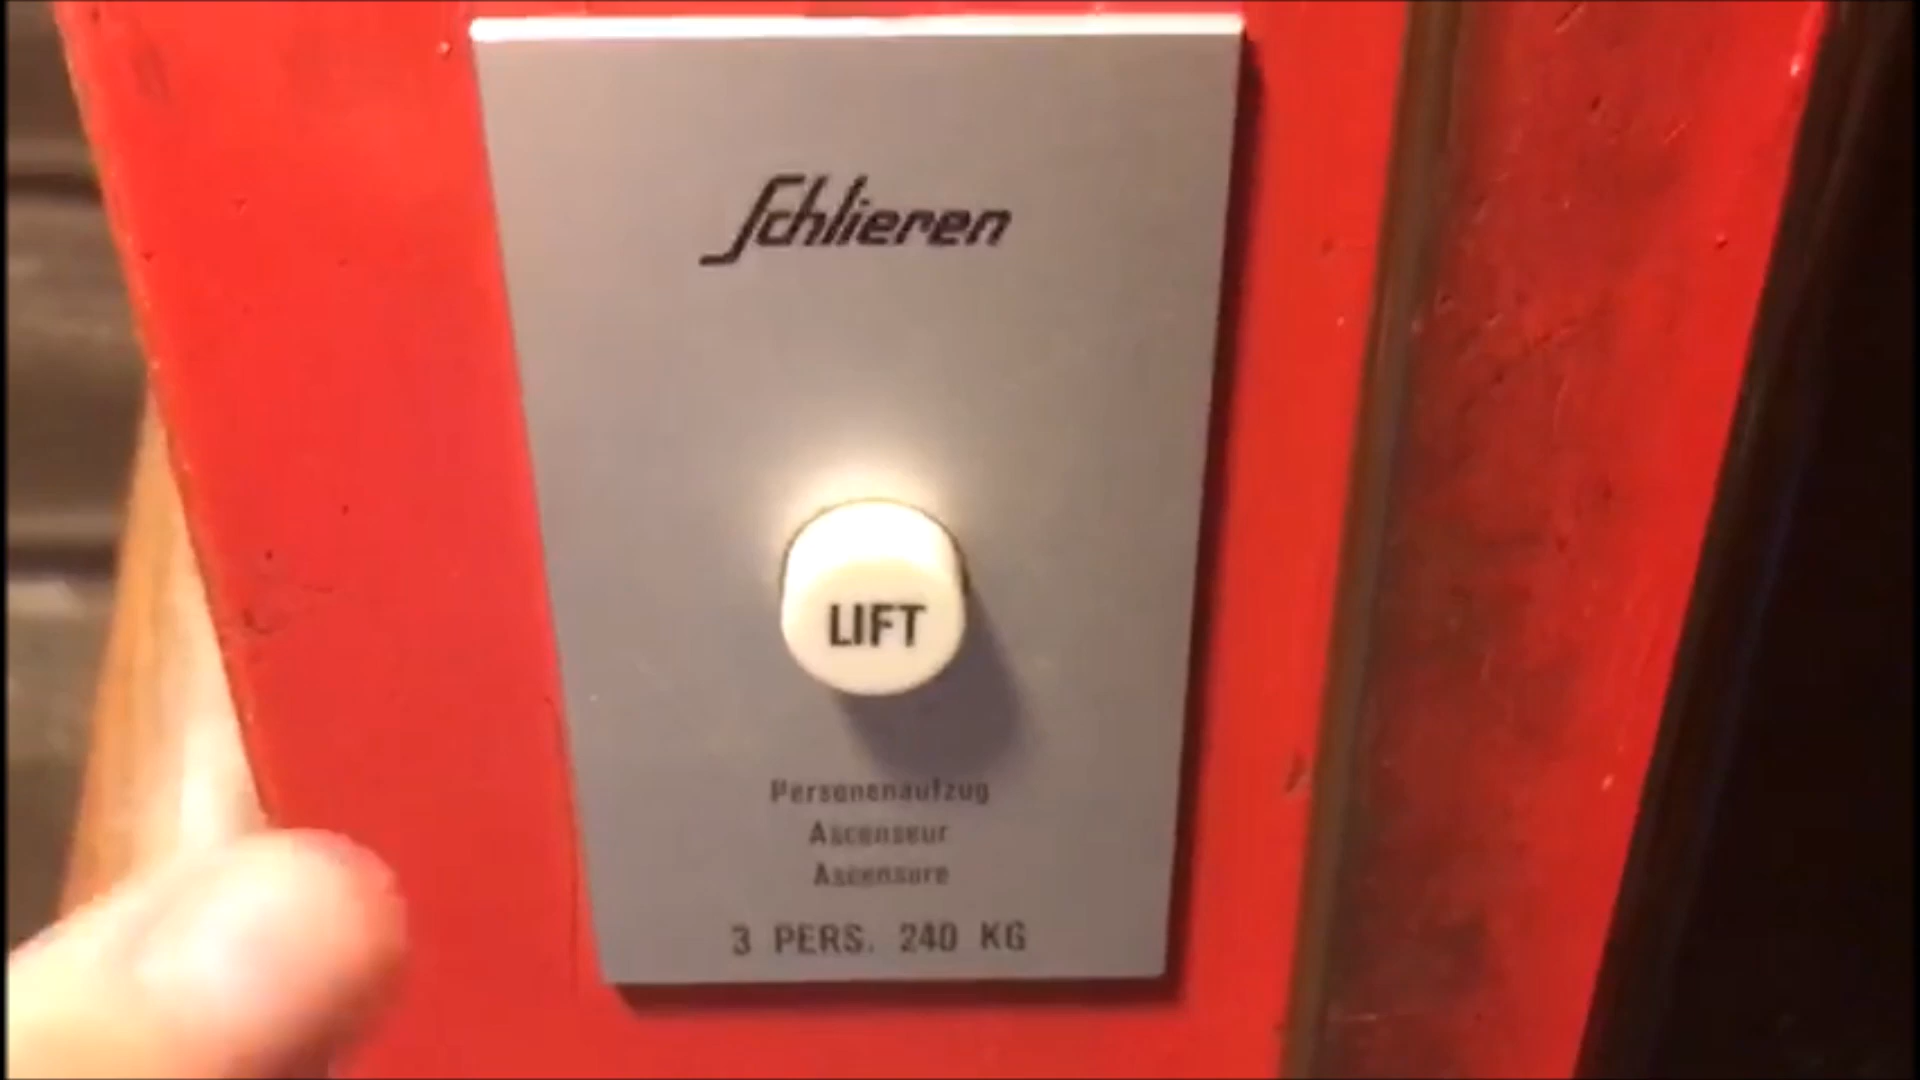 Schlieren
LIFT
Personenaufzug
Ascenseur
Ascensore
3 PERS. 240 KG